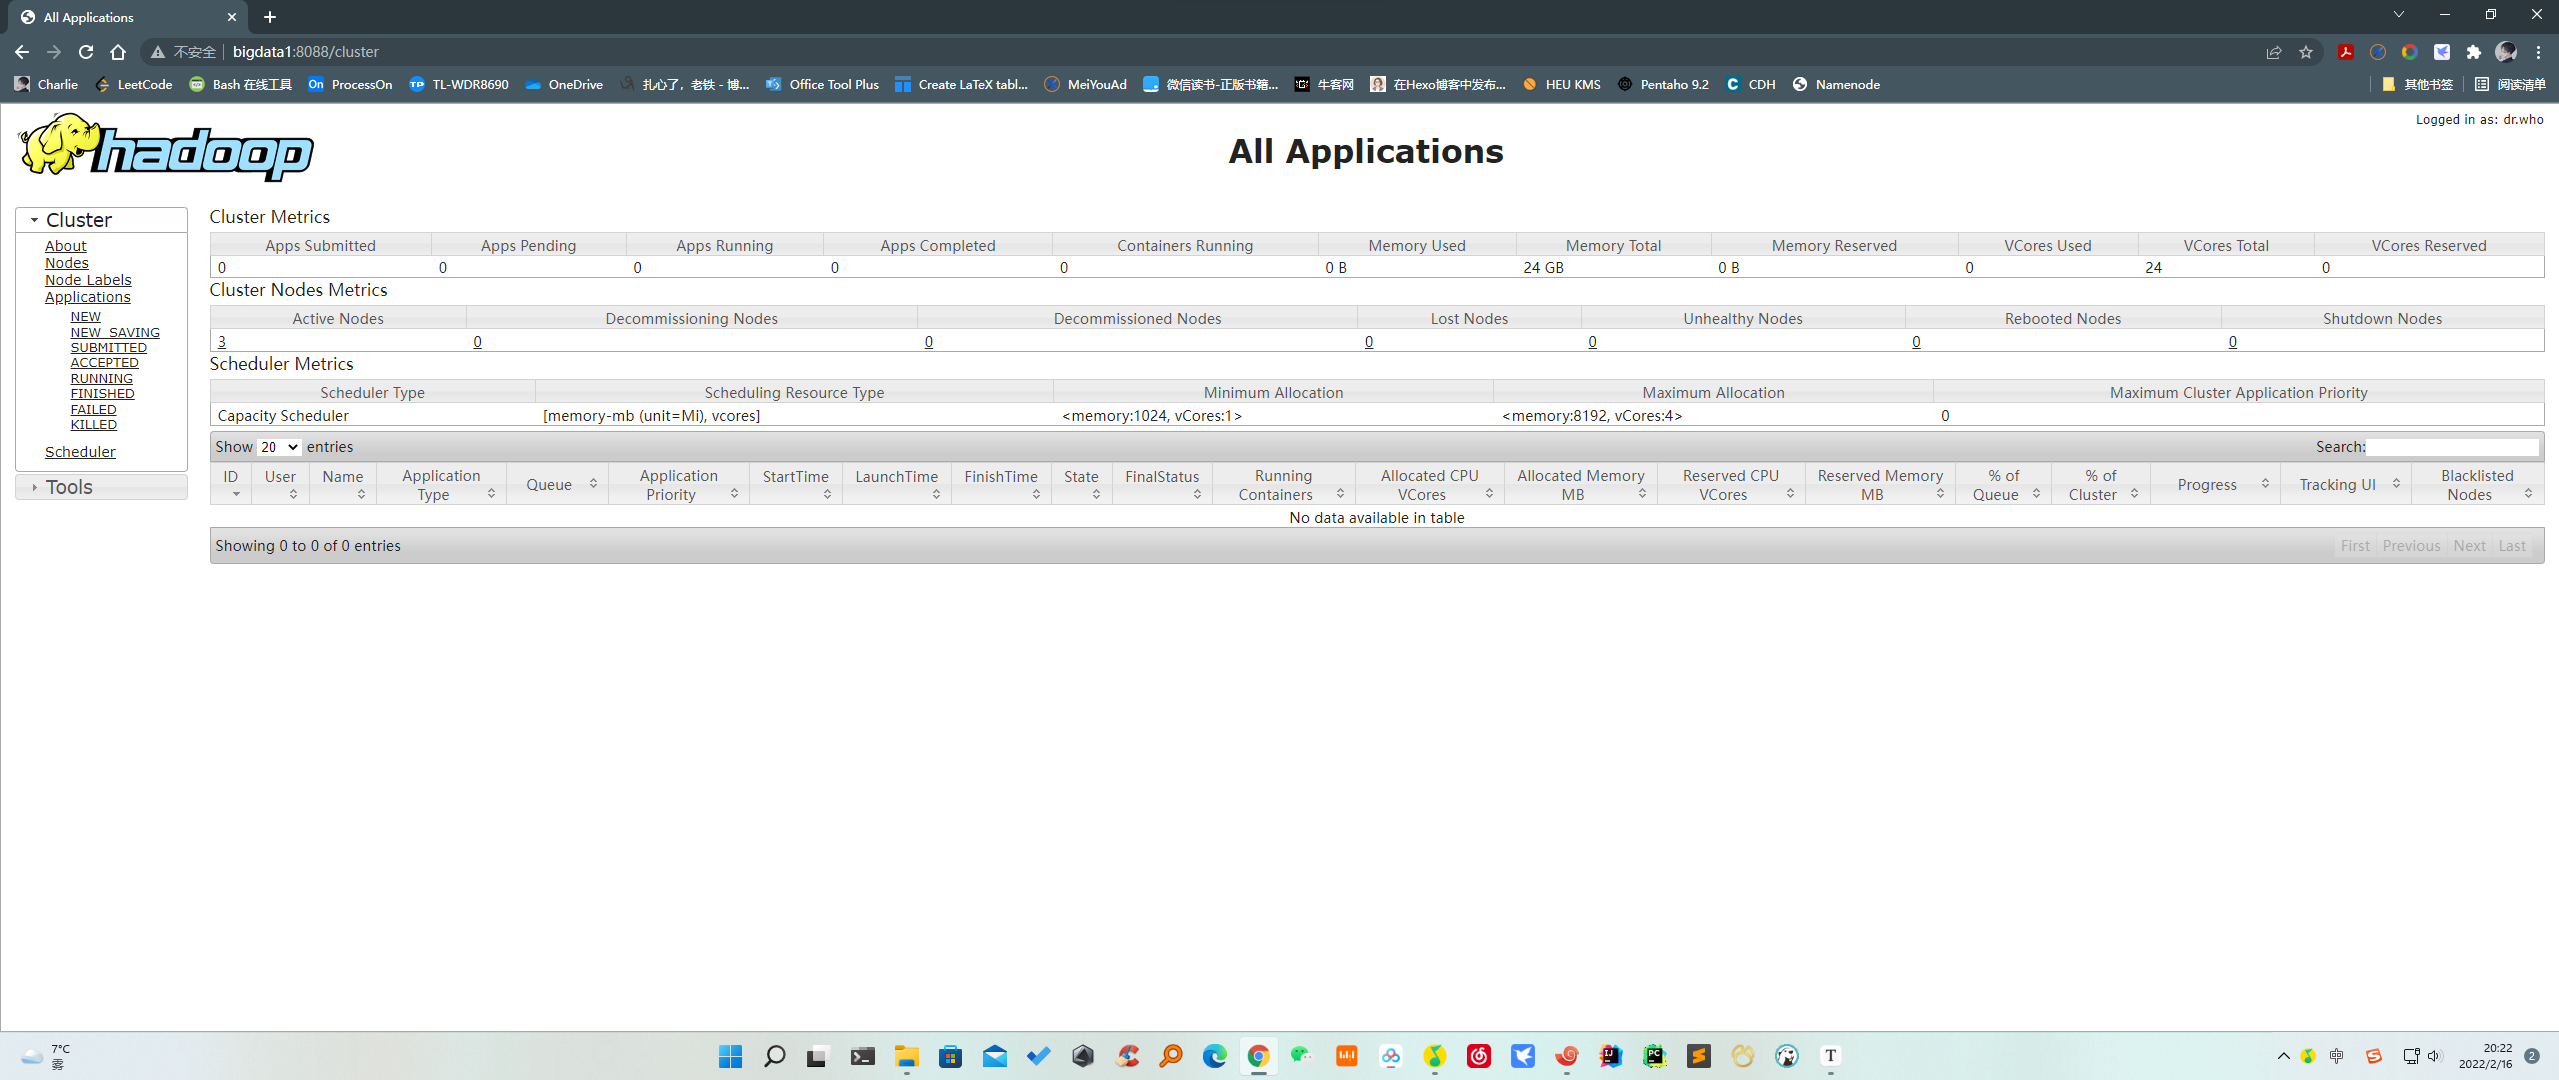 All Applications
不安全 bigdata1:8088/cluster
Charlie LeetCode Bash 在线工具 ProcessOn TL-WDR8690 OneDrive 扎心了，老铁 - 博... Office Tool Plus Create LaTeX tabl... MeiYouAd 微信读书-正版书籍... 牛客网 在Hexo博客中发布... HEU KMS Pentaho 9.2 CDH Namenode 其他书签 阅读清单
hadoop
All Applications
Logged in as: dr.who
Cluster
About
Nodes
Node Labels
Applications
NEW
NEW_SAVING
SUBMITTED
ACCEPTED
RUNNING
FINISHED
FAILED
KILLED
Scheduler
Tools
Cluster Metrics
Apps Submitted Apps Pending Apps Running Apps Completed Containers Running Memory Used Memory Total Memory Reserved VCores Used VCores Total VCores Reserved
0 0 0 0 0 0 B 24 GB 0 B 0 24 0
Cluster Nodes Metrics
Active Nodes Decommissioning Nodes Decommissioned Nodes Lost Nodes Unhealthy Nodes Rebooted Nodes Shutdown Nodes
3 0 0 0 0 0 0
Scheduler Metrics
Scheduler Type Scheduling Resource Type Minimum Allocation Maximum Allocation Maximum Cluster Application Priority
Capacity Scheduler [memory-mb (unit=Mi), vcores] <memory:1024, vCores:1> <memory:8192, vCores:4> 0
Show 20 entries Search:
ID User Name Application Type Queue Application Priority StartTime LaunchTime FinishTime State FinalStatus Running Containers Allocated CPU VCores Allocated Memory MB Reserved CPU VCores Reserved Memory MB % of Queue % of Cluster Progress Tracking UI Blacklisted Nodes
No data available in table
Showing 0 to 0 of 0 entries First Previous Next Last
7°C
雾
中
20:22
2022/2/16
2